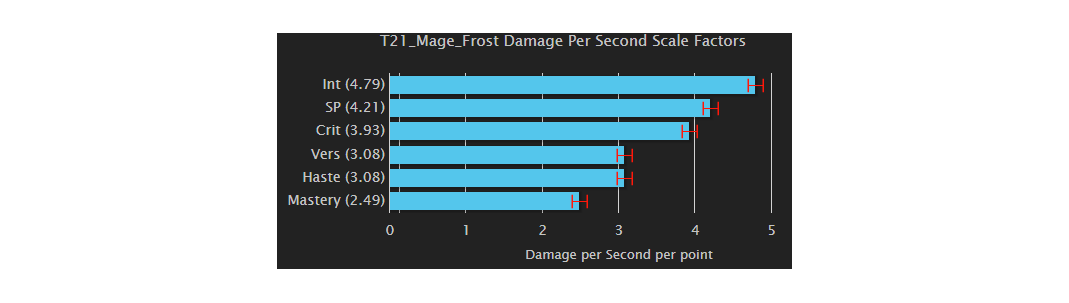 T21_Mage_Frost Damage Per Second Scale Factors
Int (4.79)
SP (4.21)
Crit (3.93)
Vers (3.08)
Haste (3.08)
Mastery (2.49)
0 1 2 3 4 5
Damage per Second per point